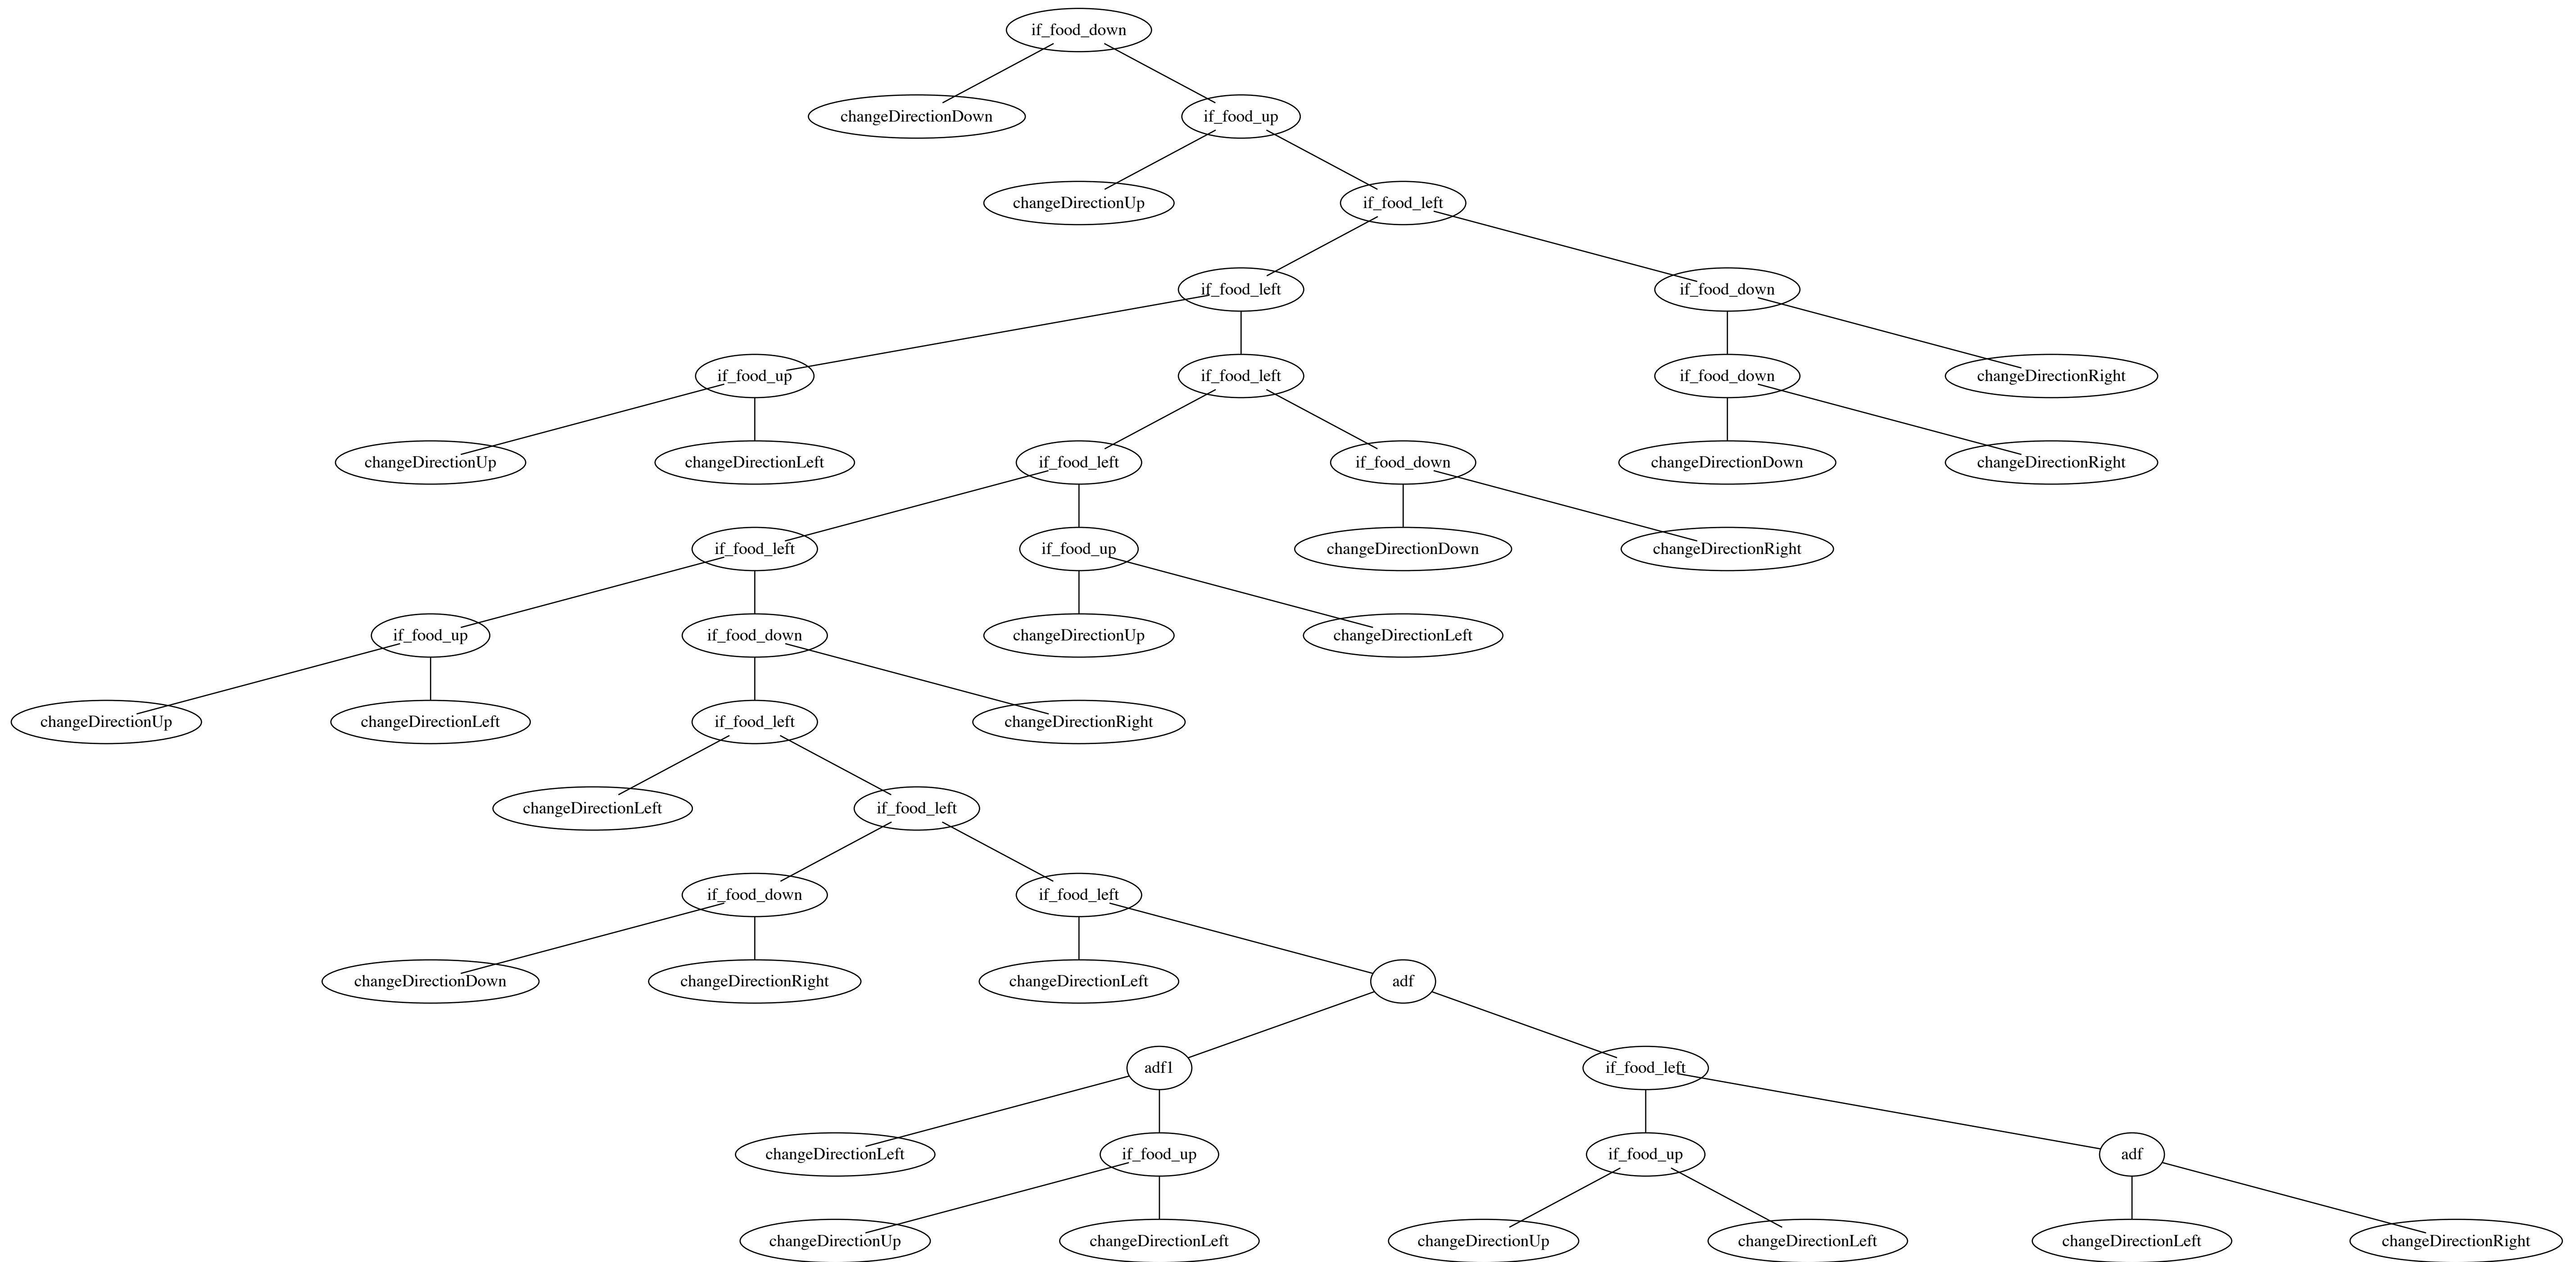 if_food_down
changeDirectionDown
if_food_up
changeDirectionUp
if_food_left
if_food_left
if_food_down
if_food_up
if_food_left
if_food_down
changeDirectionRight
changeDirectionUp
changeDirectionLeft
if_food_left
if_food_down
changeDirectionDown
changeDirectionRight
if_food_left
if_food_up
changeDirectionDown
changeDirectionRight
if_food_up
if_food_down
changeDirectionUp
changeDirectionLeft
changeDirectionUp
changeDirectionLeft
if_food_left
changeDirectionRight
changeDirectionLeft
if_food_left
if_food_down
if_food_left
changeDirectionDown
changeDirectionRight
changeDirectionLeft
adf
adf1
if_food_left
changeDirectionLeft
if_food_up
if_food_up
adf
changeDirectionUp
changeDirectionLeft
changeDirectionUp
changeDirectionLeft
changeDirectionLeft
changeDirectionRight